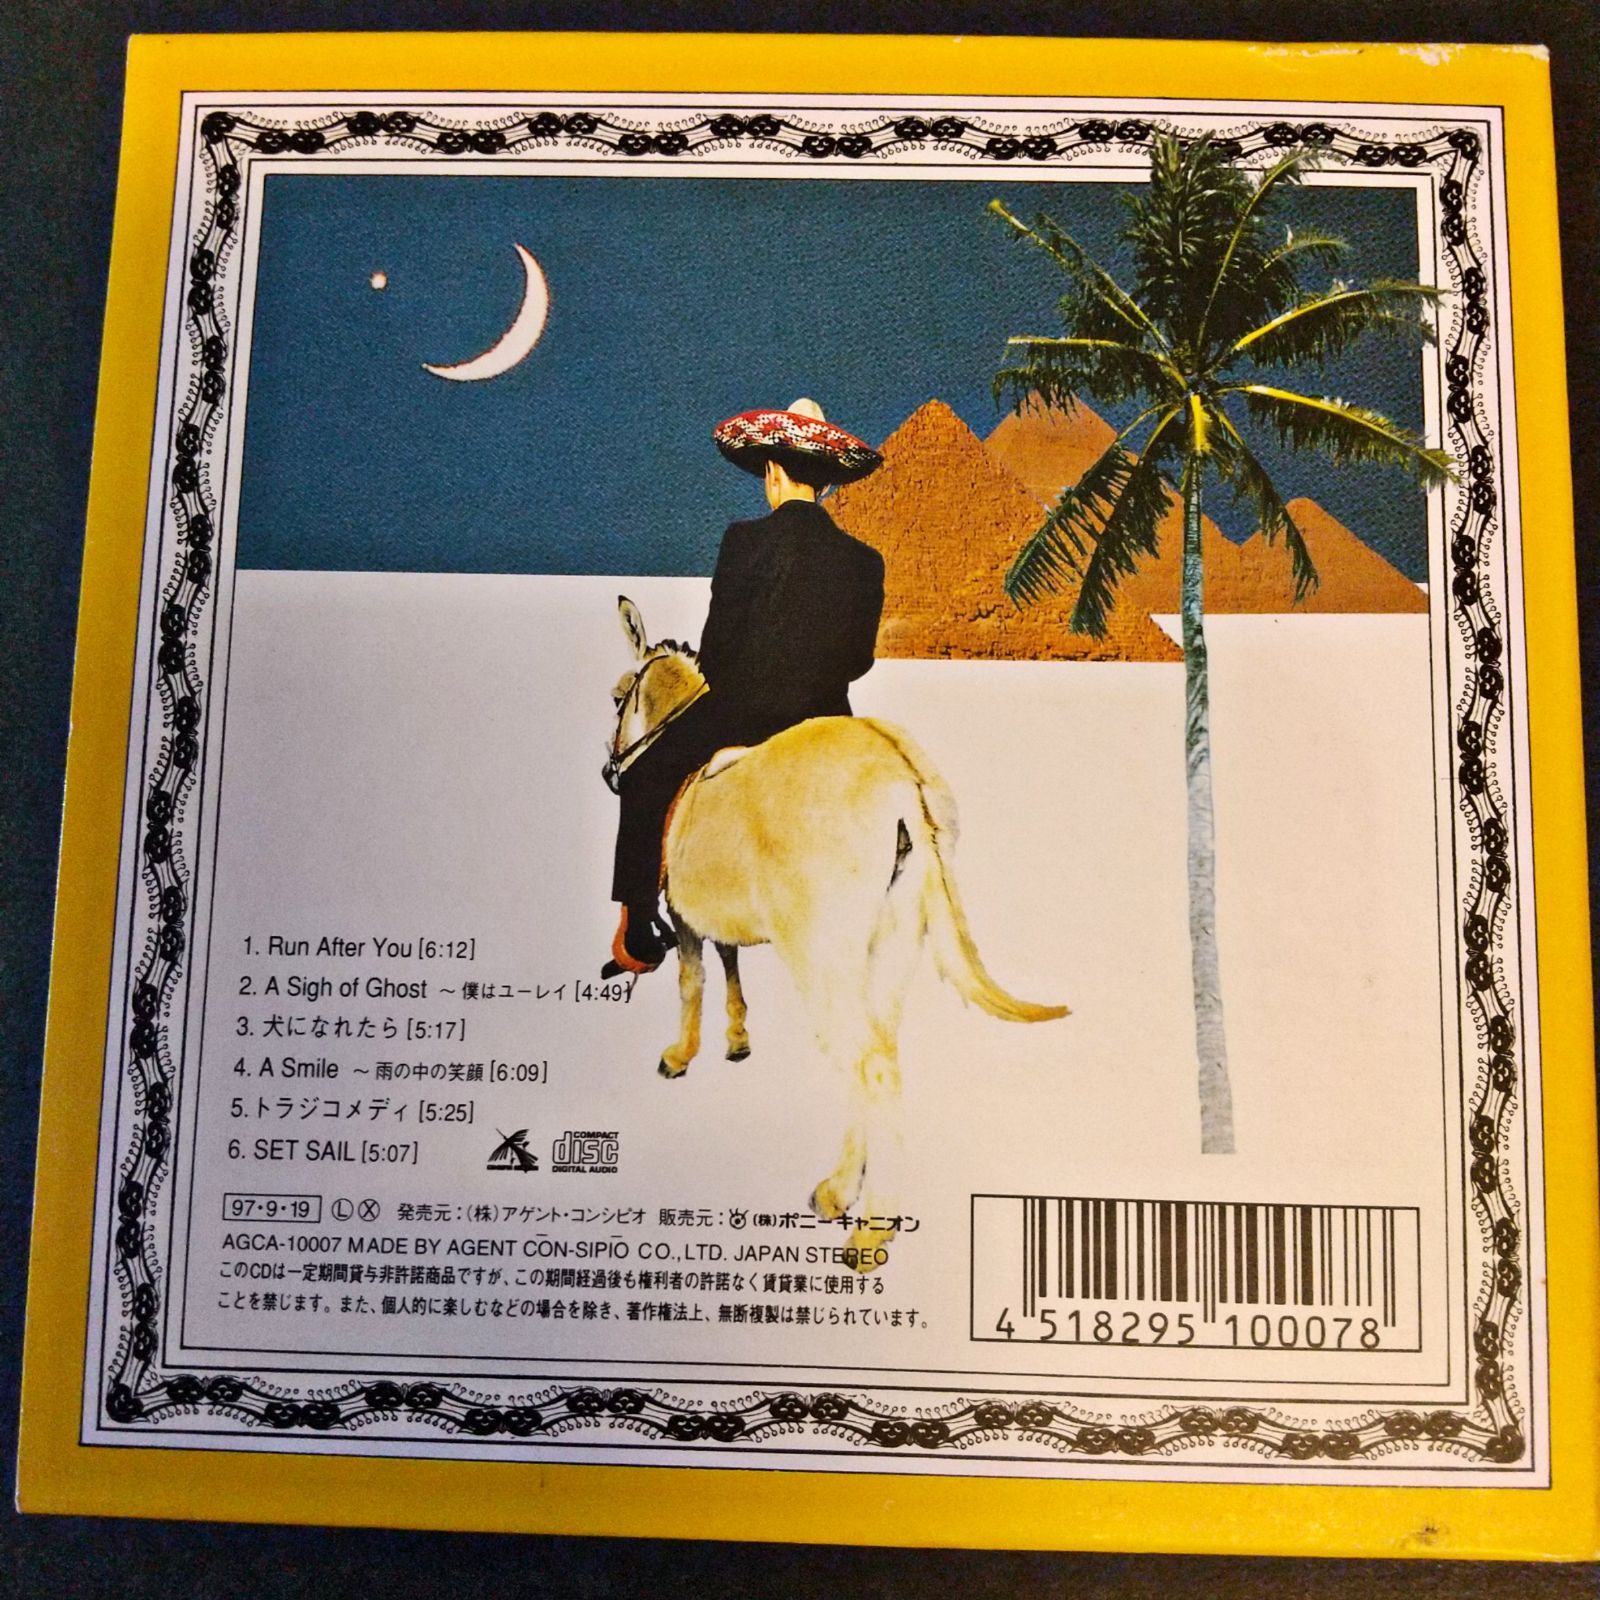 1. Run After You [6:12]
2. A Sigh of Ghost ～僕はユーレイ [4:49]
3. 犬になれたら [5:17]
4. A Smile ～雨の中の笑顔 [6:09]
5. トラジコメディ [5:25]
6. SET SAIL [5:07]
COMPACT
disc
DIGITAL AUDIO
97・9・19 Ⓛ Ⓧ 発売元：(株)アゲント・コンシピオ 販売元：(株)ポニーキャニオン
AGCA-10007 MADE BY AGENT CŌN-SIPIŌ CO.,LTD. JAPAN STEREO
このCDは一定期間貸与非許諾商品ですが、この期間経過後も権利者の許諾なく賃貸業に使用する
ことを禁じます。また、個人的に楽しむなどの場合を除き、著作権法上、無断複製は禁じられています。
4 518295 100078